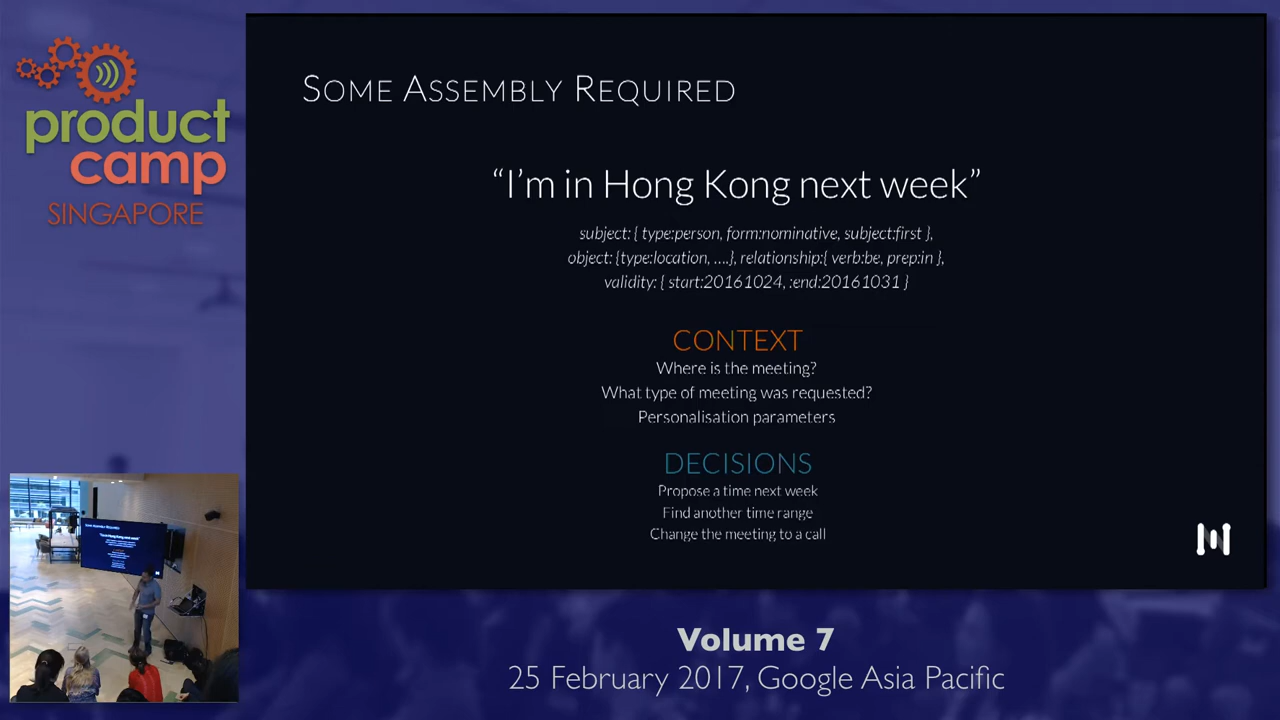 product
camp
SINGAPORE
SOME ASSEMBLY REQUIRED
“I’m in Hong Kong next week”
subject: { type:person, form:nominative, subject:first },
object: {type:location, ....}, relationship:{ verb:be, prep:in },
validity: { start:20161024, :end:20161031 }
CONTEXT
Where is the meeting?
What type of meeting was requested?
Personalisation parameters
DECISIONS
Propose a time next week
Find another time range
Change the meeting to a call
Volume 7
25 February 2017, Google Asia Pacific